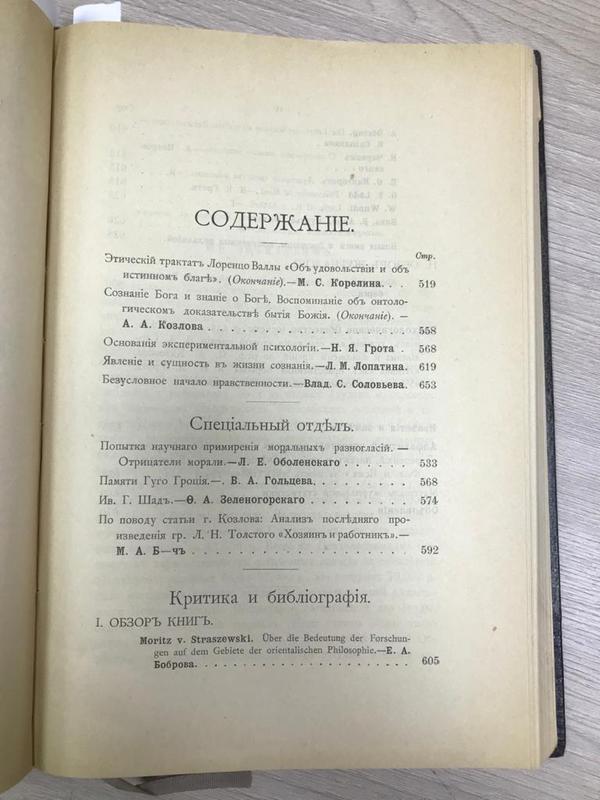 СОДЕРЖАНІЕ.
Стр.
Этическій трактатъ Лоренцо Валлы «Объ удовольствіи и объ
истинномъ благѣ». (Окончаніе).—М. С. Корелина. . . 519
Сознаніе Бога и знаніе о Богѣ. Воспоминаніе объ онтоло-
гическомъ доказательствѣ бытія Божія. (Окончаніе). —
А. А. Козлова . . . . . . . . . . . . . . . . 558
Основанія экспериментальной психологіи.—Н. Я. Грота . 568
Явленіе и сущность въ жизни сознанія.—Л. М. Лопатина. 619
Безусловное начало нравственности.—Влад. С. Соловьева. 653
Спеціальный отдѣлъ.
Попытка научнаго примиренія моральныхъ разногласій. —
Отрицатели морали.—Л. Е. Оболенскаго . . . . . . 533
Памяти Гуго Гроція.—. В. А. Гольцева. . . . . . . . . 568
Ив. Г. Шадъ.—Ѳ. А. Зеленогорскаго . . . . . . . . . 574
По поводу статьи г. Козлова: Анализъ послѣдняго про-
изведенія гр. Л. Н. Толстого «Хозяинъ и работникъ».—
М. А. Б—чъ . . . . . . . . . . . . . . . . . 592
Критика и библіографія.
I. ОБЗОРЪ КНИГЪ.
Moritz v. Straszewski. Über die Bedeutung der Forschun-
gen auf dem Gebiete der orientalischen Philosophie.—Е. А.
Боброва. . . . . . . . . . . . . . . . . . . 605